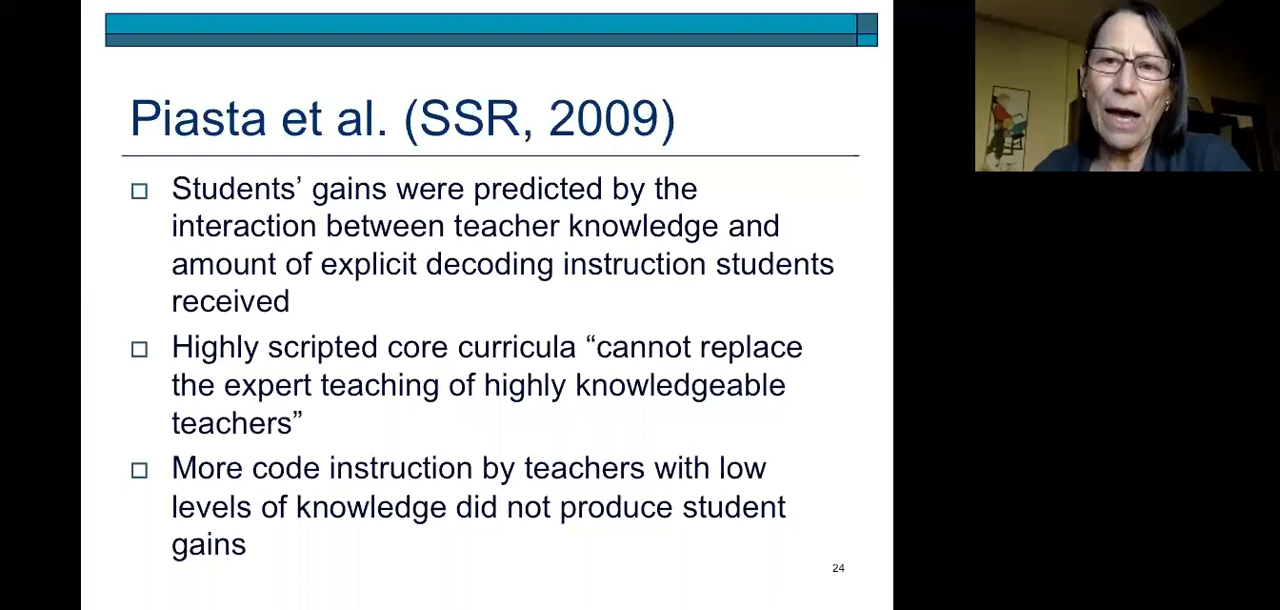 Piasta et al. (SSR, 2009)
Students’ gains were predicted by the
interaction between teacher knowledge and
amount of explicit decoding instruction students
received
Highly scripted core curricula “cannot replace
the expert teaching of highly knowledgeable
teachers”
More code instruction by teachers with low
levels of knowledge did not produce student
gains
24